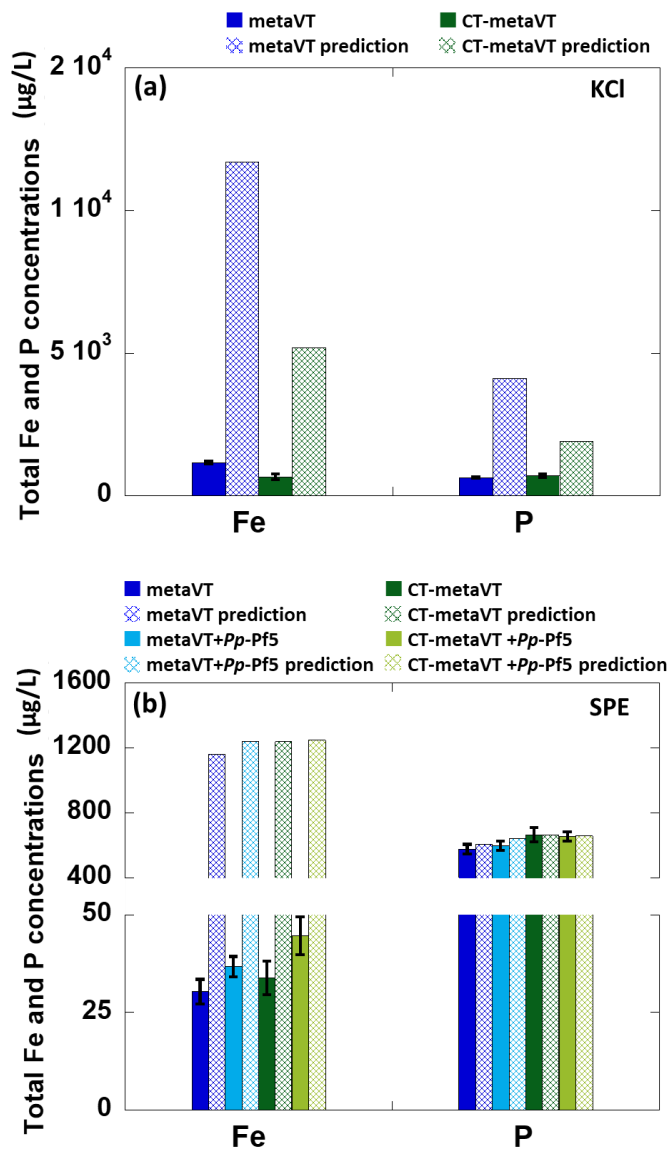 metaVT
CT-metaVT
metaVT prediction
CT-metaVT prediction
Total Fe and P concentrations (µg/L)
2 10⁴
1 10⁴
5 10³
0
(a)
KCl
Fe
P
metaVT
CT-metaVT
metaVT prediction
CT-metaVT prediction
metaVT+Pp-Pf5
CT-metaVT +Pp-Pf5
metaVT+Pp-Pf5 prediction
CT-metaVT +Pp-Pf5 prediction
Total Fe and P concentrations (µg/L)
1600
1200
800
400
50
25
0
(b)
SPE
Fe
P